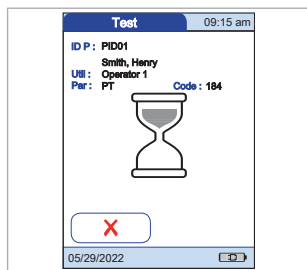 Test 09:15 am
ID P : PID01
Smith, Henry
Util : Operator 1
Par : PT Code : 184
05/29/2022